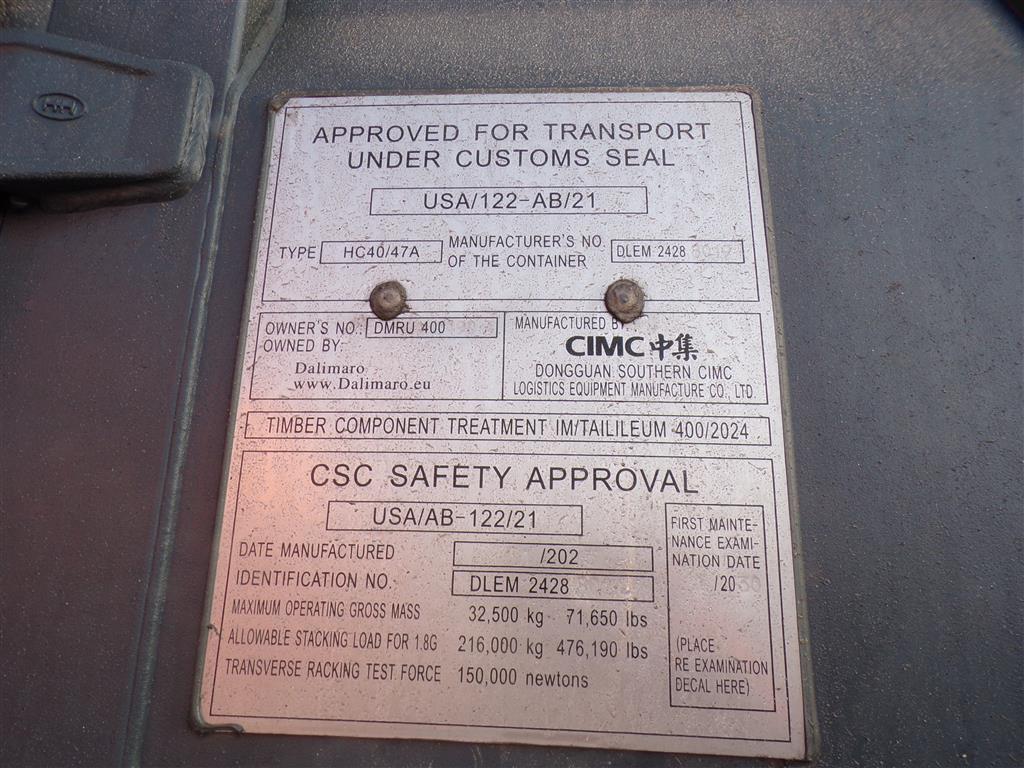 APPROVED FOR TRANSPORT
UNDER CUSTOMS SEAL
USA/122-AB/21
TYPE HC40/47A MANUFACTURER'S NO. OF THE CONTAINER DLEM 2428
OWNER'S NO.: DMRU 400
OWNED BY:
Dalimaro
www.Dalimaro.eu
MANUFACTURED BY:
CIMC 中集
DONGGUAN SOUTHERN CIMC
LOGISTICS EQUIPMENT MANUFACTURE CO., LTD.
TIMBER COMPONENT TREATMENT IM/TAILILEUM 400/2024
CSC SAFETY APPROVAL
USA/AB-122/21
DATE MANUFACTURED /202
IDENTIFICATION NO. DLEM 2428
MAXIMUM OPERATING GROSS MASS 32,500 kg 71,650 lbs
ALLOWABLE STACKING LOAD FOR 1.8G 216,000 kg 476,190 lbs
TRANSVERSE RACKING TEST FORCE 150,000 newtons
FIRST MAINTE-
NANCE EXAMI-
NATION DATE
/20
(PLACE
RE EXAMINATION
DECAL HERE)